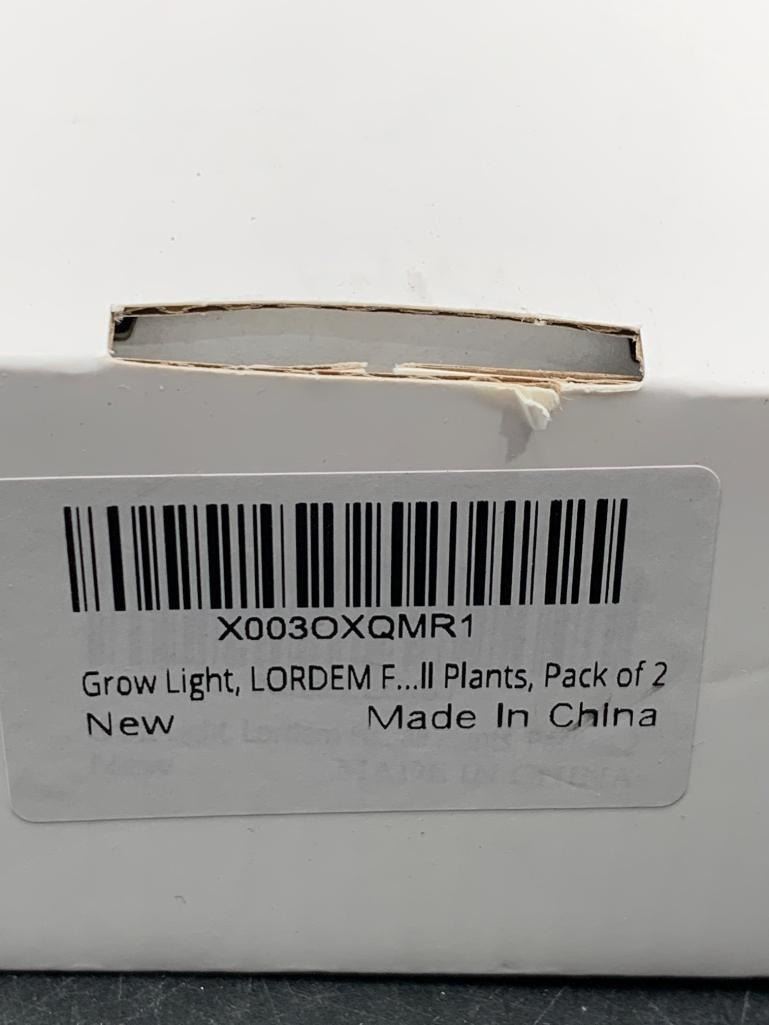 X003OXQMR1
Grow Light, LORDEM F...ll Plants, Pack of 2
New Made In China